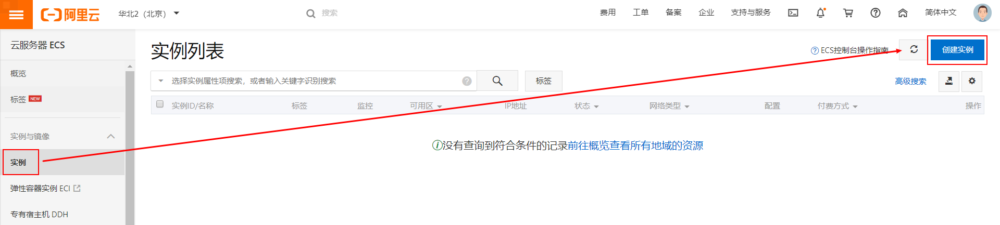 阿里云 华北2（北京） 搜索 费用 工单 备案 企业 支持与服务 简体中文
云服务器 ECS
概览
标签 NEW
实例与镜像
实例
弹性容器实例 ECI
专有宿主机 DDH
实例列表
ECS控制台操作指南 创建实例
选择实例属性项搜索，或者输入关键字识别搜索 标签 高级搜索
实例ID/名称 标签 监控 可用区 IP地址 状态 网络类型 配置 付费方式 操作
没有查询到符合条件的记录前往概览查看所有地域的资源